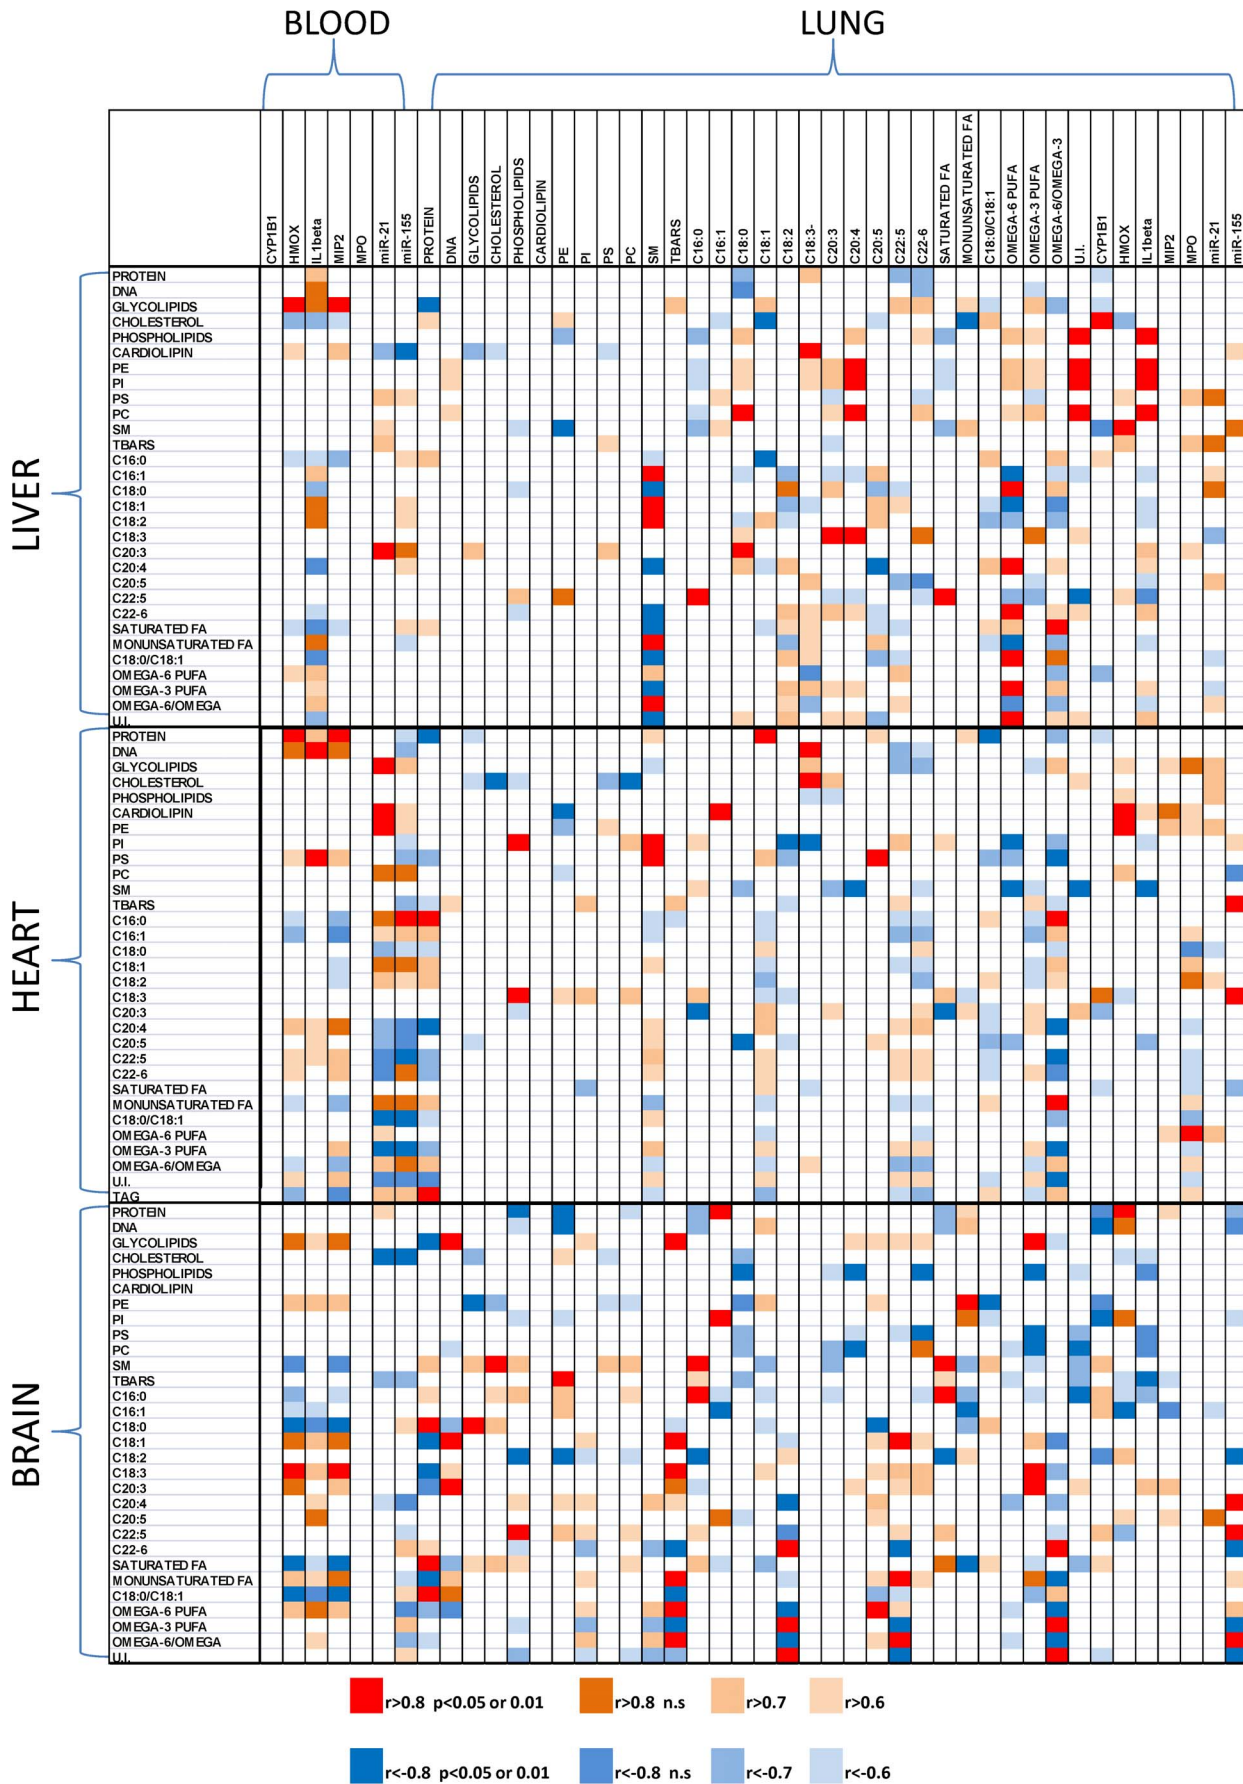 BLOOD
LUNG
CYP1B1
HMOX
IL1beta
MIP2
MPO
miR-21
miR-155
PROTEIN
DNA
GLYCOLIPIDS
CHOLESTEROL
PHOSPHOLIPIDS
CARDIOLIPIN
PE
PI
PS
PC
SM
TBARS
C16:0
C16:1
C18:0
C18:1
C18:2
C18:3-
C20:3
C20:4
C20:5
C22:5
C22-6
SATURATED FA
MONUNSATURATED FA
C18:0/C18:1
OMEGA-6 PUFA
OMEGA-3 PUFA
OMEGA-6/OMEGA-3
U.I.
CYP1B1
HMOX
IL1beta
MIP2
MPO
miR-21
miR-155
LIVER
PROTEIN
DNA
GLYCOLIPIDS
CHOLESTEROL
PHOSPHOLIPIDS
CARDIOLIPIN
PE
PI
PS
PC
SM
TBARS
C16:0
C16:1
C18:0
C18:1
C18:2
C18:3
C20:3
C20:4
C20:5
C22:5
C22-6
SATURATED FA
MONUNSATURATED FA
C18:0/C18:1
OMEGA-6 PUFA
OMEGA-3 PUFA
OMEGA-6/OMEGA
U.I.
HEART
PROTEIN
DNA
GLYCOLIPIDS
CHOLESTEROL
PHOSPHOLIPIDS
CARDIOLIPIN
PE
PI
PS
PC
SM
TBARS
C16:0
C16:1
C18:0
C18:1
C18:2
C18:3
C20:3
C20:4
C20:5
C22:5
C22-6
SATURATED FA
MONUNSATURATED FA
C18:0/C18:1
OMEGA-6 PUFA
OMEGA-3 PUFA
OMEGA-6/OMEGA
U.I.
TAG
BRAIN
PROTEIN
DNA
GLYCOLIPIDS
CHOLESTEROL
PHOSPHOLIPIDS
CARDIOLIPIN
PE
PI
PS
PC
SM
TBARS
C16:0
C16:1
C18:0
C18:1
C18:2
C18:3
C20:3
C20:4
C20:5
C22:5
C22-6
SATURATED FA
MONUNSATURATED FA
C18:0/C18:1
OMEGA-6 PUFA
OMEGA-3 PUFA
OMEGA-6/OMEGA
U.I.
r>0.8 p<0.05 or 0.01 r>0.8 n.s r>0.7 r>0.6
r<-0.8 p<0.05 or 0.01 r<-0.8 n.s r<-0.7 r<-0.6